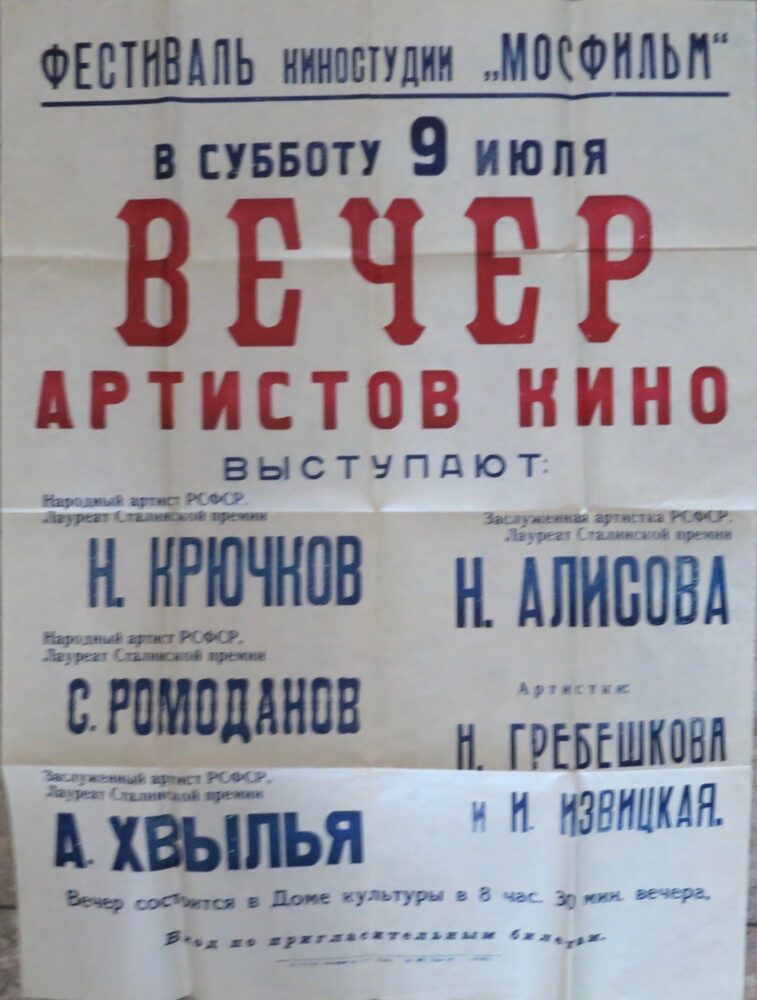 ФЕСТИВАЛЬ КИНОСТУДИИ „МОСФИЛЬМ“
В СУББОТУ 9 ИЮЛЯ
ВЕЧЕР
АРТИСТОВ КИНО
ВЫСТУПАЮТ:
Народный артист РСФСР,
Лауреат Сталинской премии
Н. КРЮЧКОВ
Заслуженная артистка РСФСР,
Лауреат Сталинской премии
Н. АЛИСОВА
Народный артист РСФСР,
Лауреат Сталинской премии
С. РОМОДАНОВ
Артистки:
Н. ГРЕБЕШКОВА
и И. ИЗВИЦКАЯ.
Заслуженный артист РСФСР,
Лауреат Сталинской премии
А. ХВЫЛЬЯ
Вечер состоится в Доме культуры в 8 час. 30 мин. вечера,
Вход по пригласительным билетам.